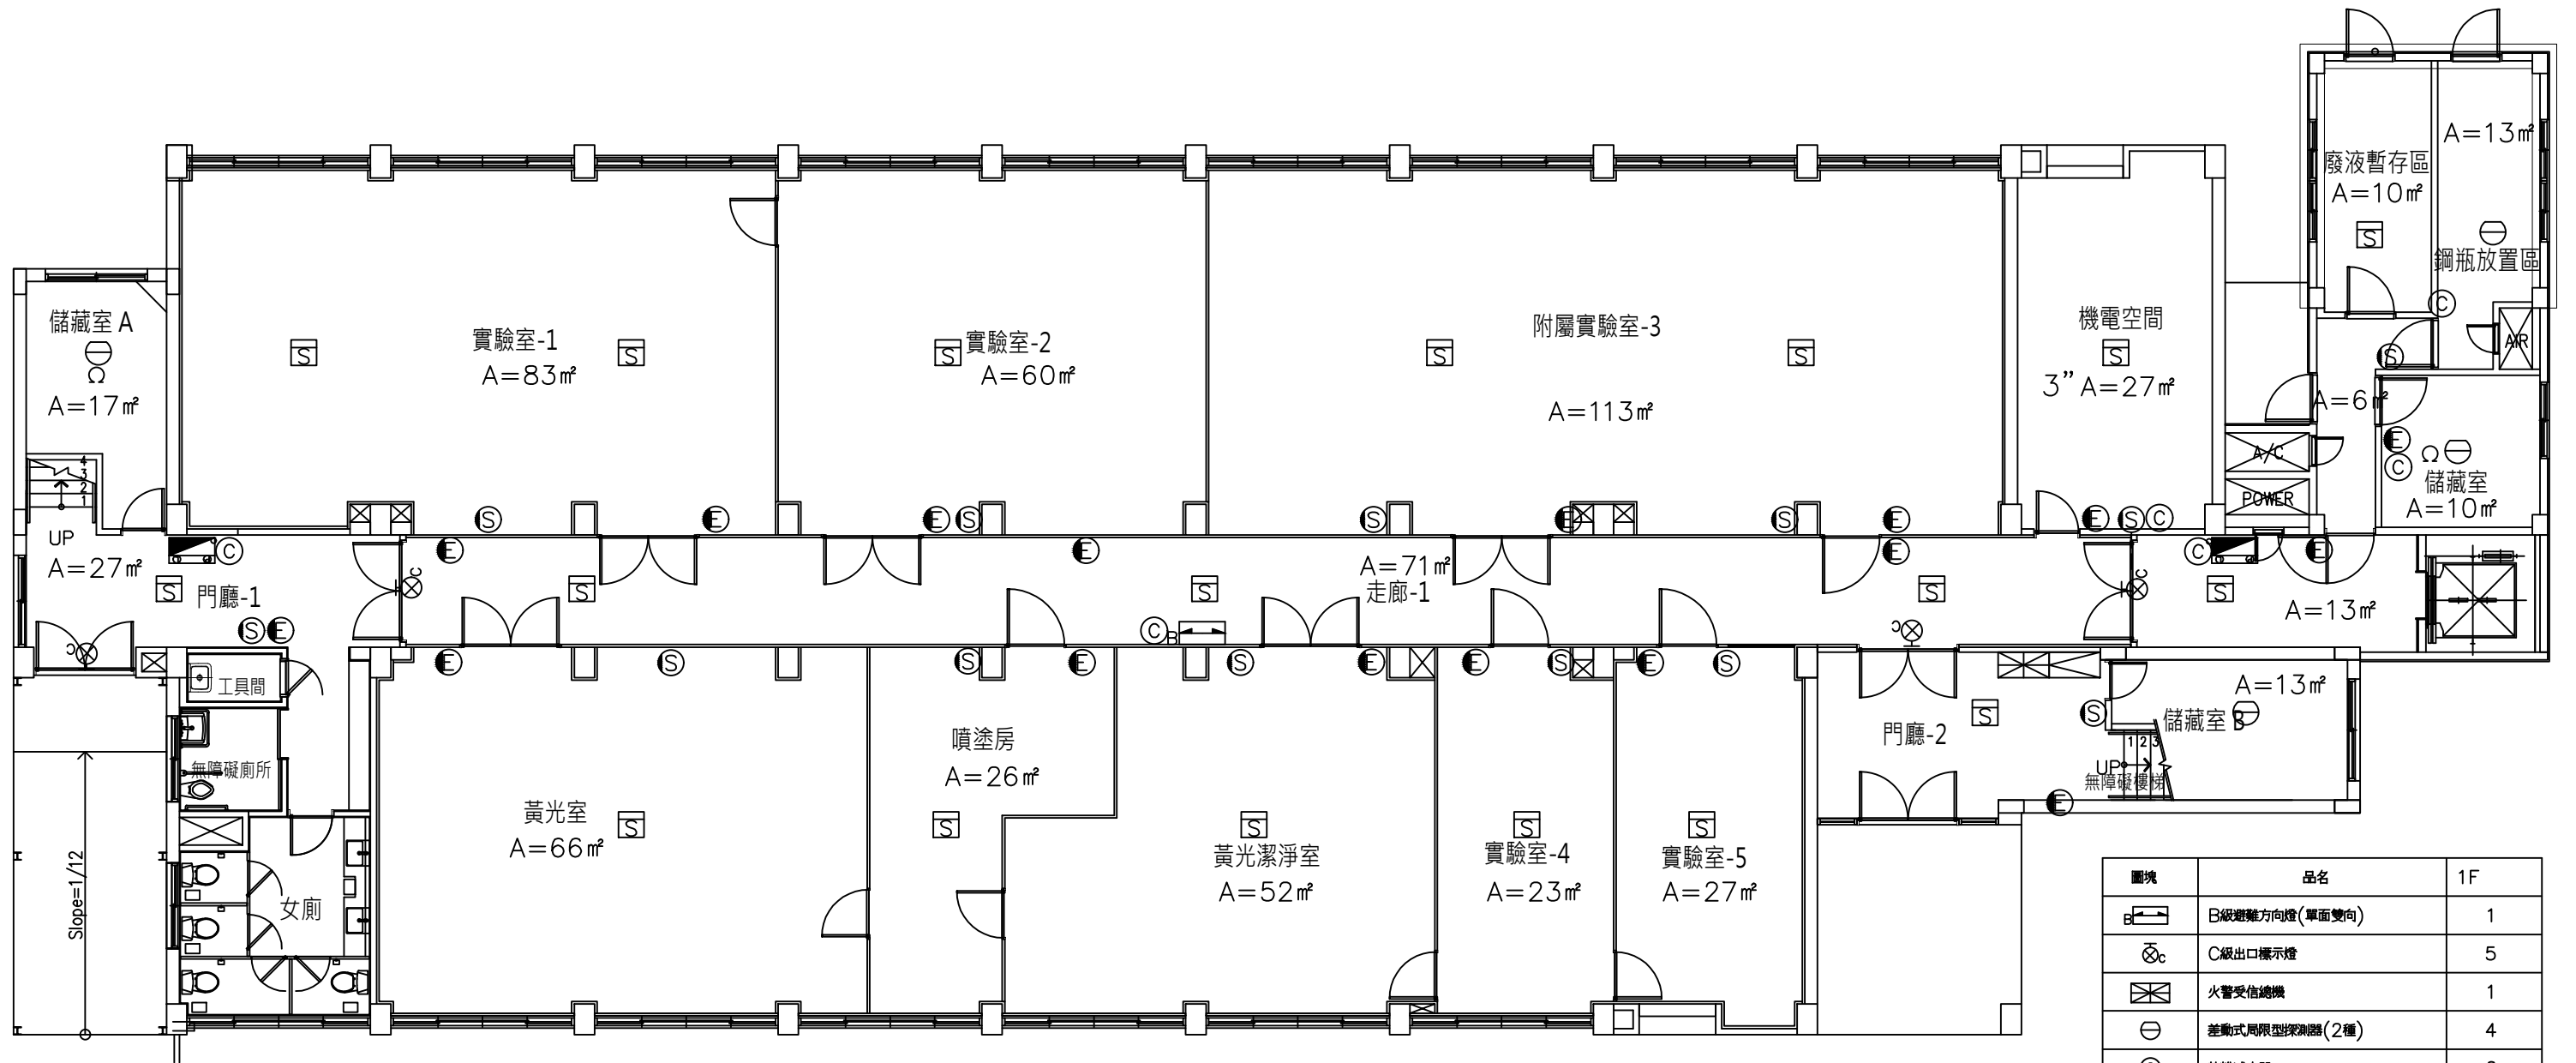 A=13㎡
廢液暫存區
A=10㎡
S
鋼瓶放置區
C
儲藏室 A
Ω
A=17㎡
實驗室-1
S
S
A=83㎡
實驗室-2
S
A=60㎡
附屬實驗室-3
S
S
A=113㎡
機電空間
S
3” A=27㎡
S
AIR
A=6㎡
A/C
E
C
Ω
儲藏室
POWER
A=10㎡
4
3
2
1
UP
A=27㎡
S
E
E
S
S
E
S
E
E
S
C
C
E
E
E
C
E
S
門廳-1
C
S
S
A=71㎡
走廊-1
S
C
S
A=13㎡
S
E
C
B
C
C
工具間
E
S
S
E
S
E
E
S
E
S
A=13㎡
無障礙廁所
噴塗房
A=26㎡
門廳-2
S
S
儲藏室 B
1 2 3
UP
無障礙樓梯
E
黃光室
S
A=66㎡
S
S
黃光潔淨室
A=52㎡
S
實驗室-4
A=23㎡
S
實驗室-5
A=27㎡
Slope=1/12
女廁
圖塊 品名 1F
B B級避難方向燈(單面雙向) 1
C C級出口標示燈 5
火警受信總機 1
差動式局限型探測器(2種) 4